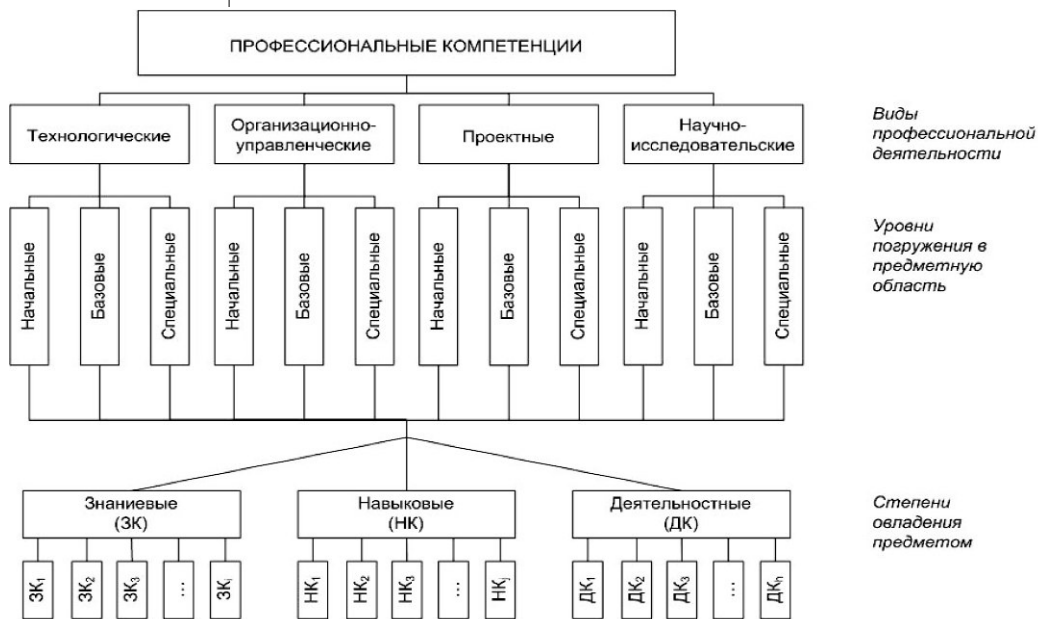 ПРОФЕССИОНАЛЬНЫЕ КОМПЕТЕНЦИИ
Технологические
Организационно-
управленческие
Проектные
Научно-
исследовательские
Виды
профессиональной
деятельности
Начальные
Базовые
Специальные
Начальные
Базовые
Специальные
Начальные
Базовые
Специальные
Начальные
Базовые
Специальные
Уровни
погружения в
предметную
область
Знаниевые
(ЗК)
Навыковые
(НК)
Деятельностные
(ДК)
Степени
овладения
предметом
ЗК₁
ЗК₂
ЗК₃
...
ЗКᵢ
НК₁
НК₂
НК₃
...
НКⱼ
ДК₁
ДК₂
ДК₃
...
ДКₕ